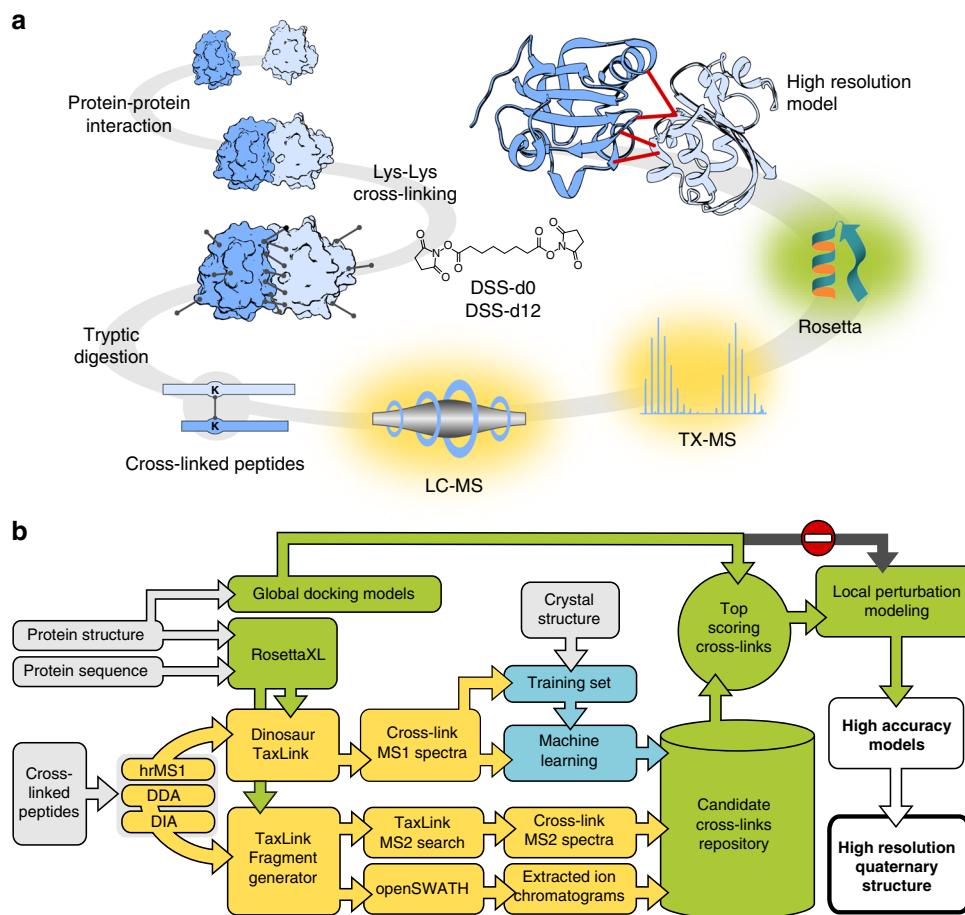 a
Protein-protein
interaction
Lys-Lys
cross-linking
High resolution
model
O
O
N
O
O
O
O
N
O
O
DSS-d0
DSS-d12
Rosetta
Tryptic
digestion
K
K
Cross-linked peptides
LC-MS
TX-MS
b
Global docking models
Protein structure
Protein sequence
RosettaXL
Crystal
structure
Top
scoring
cross-links
Local perturbation
modeling
Training set
Dinosaur
TaxLink
Cross-link
MS1 spectra
Machine
learning
High accuracy
models
Cross-
linked
peptides
hrMS1
DDA
DIA
TaxLink
Fragment
generator
TaxLink
MS2 search
Cross-link
MS2 spectra
Candidate
cross-links
repository
openSWATH
Extracted ion
chromatograms
High resolution
quaternary
structure